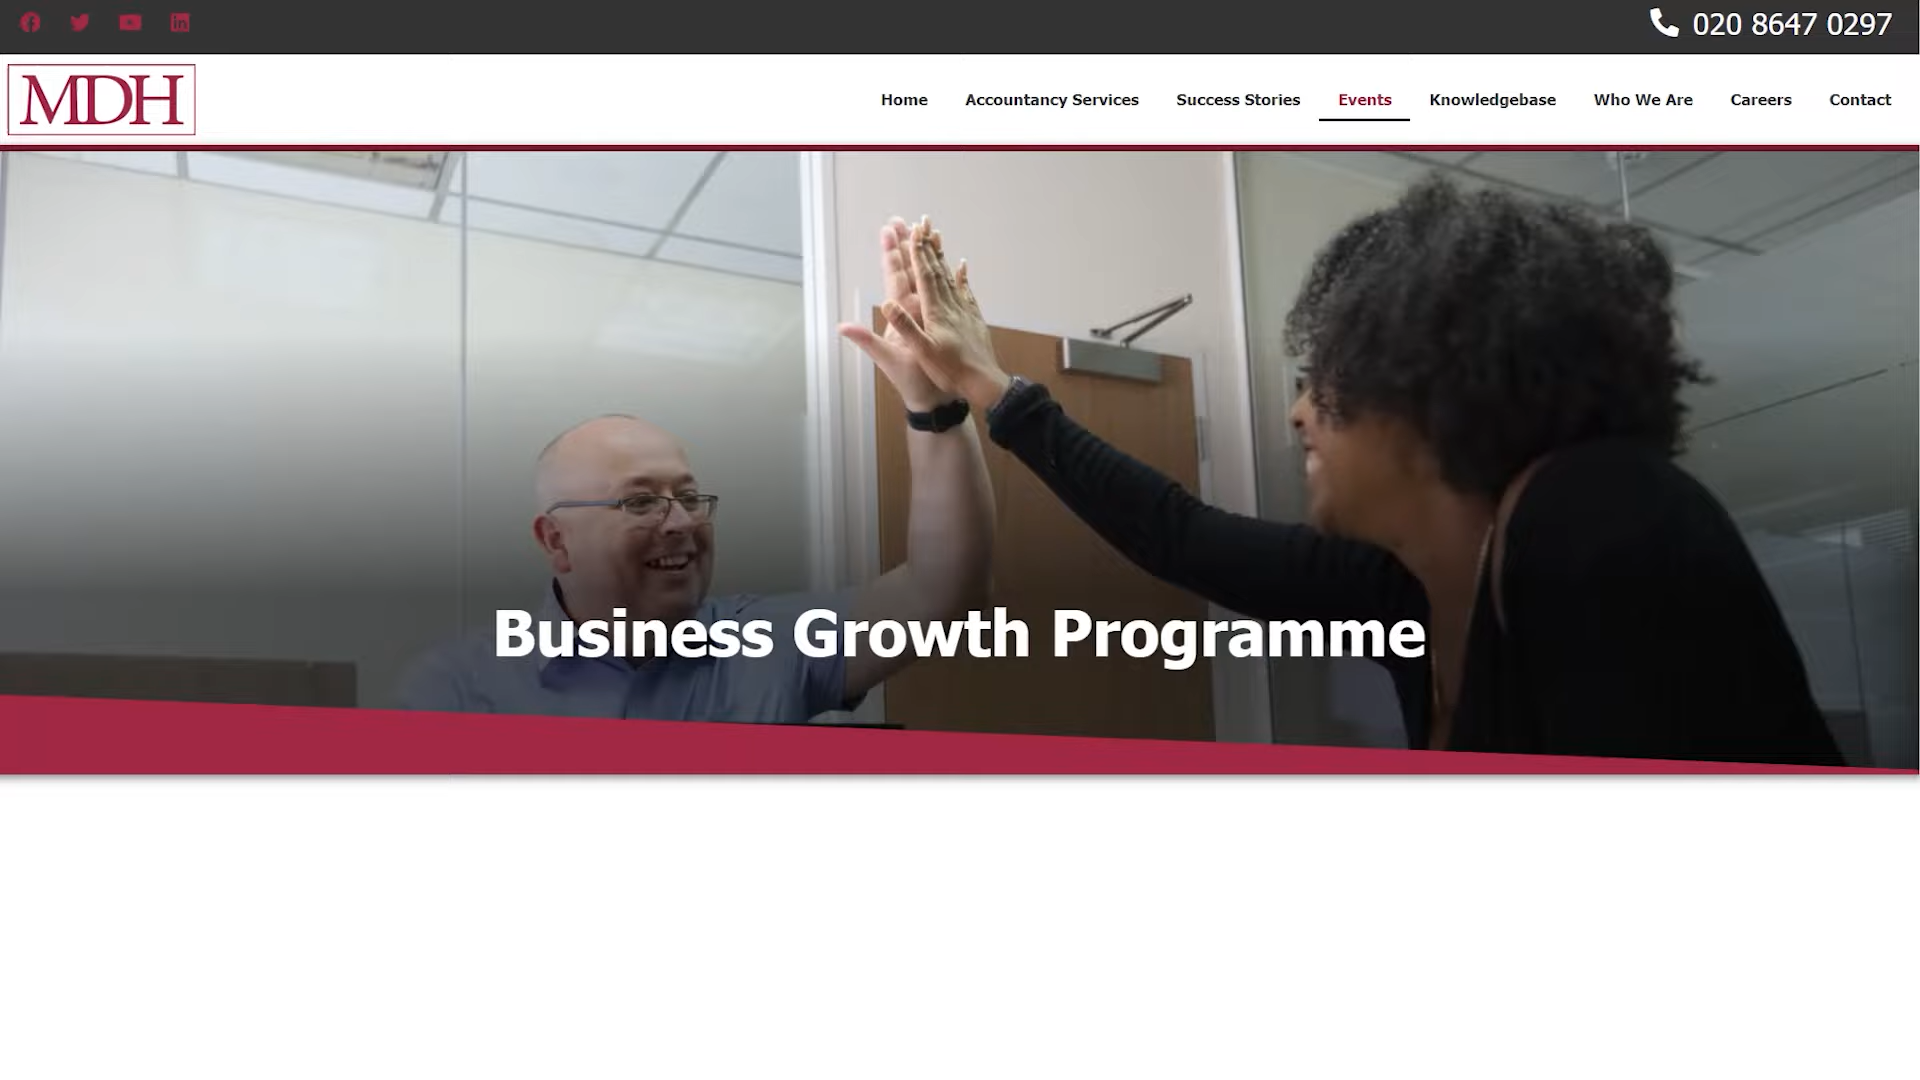 020 8647 0297
MDH
Home Accountancy Services Success Stories Events Knowledgebase Who We Are Careers Contact
Business Growth Programme